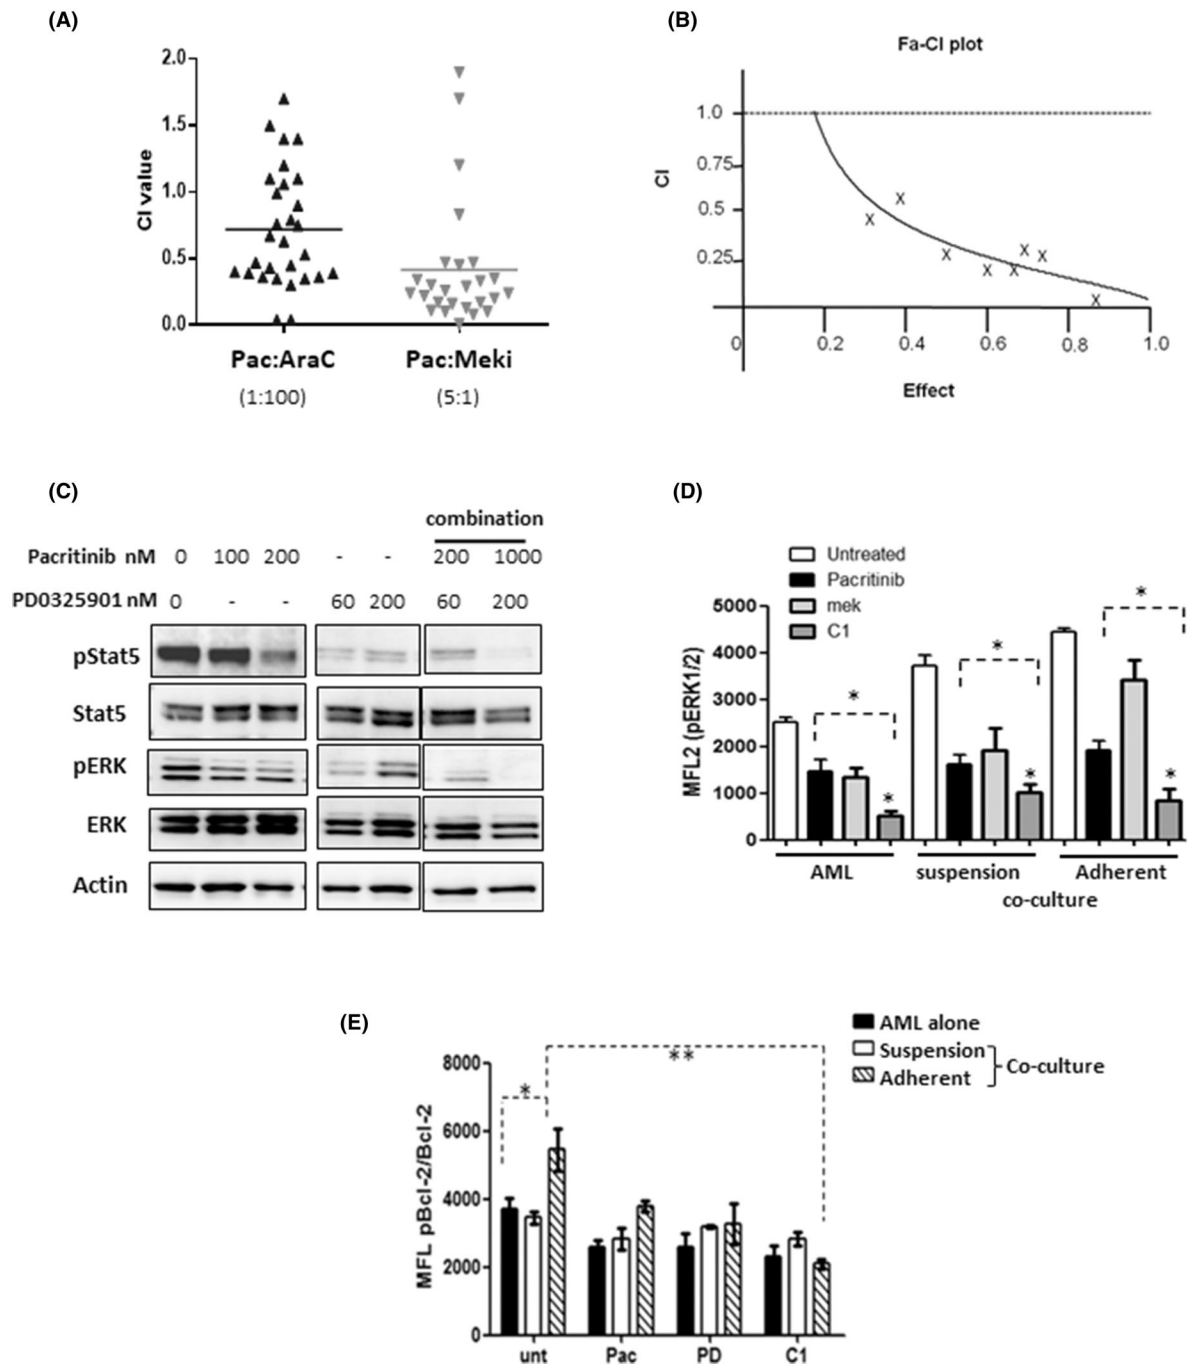 (A)
CI value
2.0
1.5
1.0
0.5
0.0
Pac:AraC Pac:Meki
(1:100) (5:1)
(B)
Fa-CI plot
CI
1.0
0.75
0.5
0.25
0 0.2 0.4 0.6 0.8 1.0
Effect
(C)
combination
Pacritinib nM 0 100 200 - - 200 1000
PD0325901 nM 0 - - 60 200 60 200
pStat5
Stat5
pERK
ERK
Actin
(D)
Untreated
Pacritinib
mek
C1
MFL2 (pERK1/2)
5000
4000
3000
2000
1000
0
* * *
* * *
AML suspension Adherent
co-culture
(E)
AML alone
Suspension
Adherent
Co-culture
MFL pBcl-2/Bcl-2
8000
6000
4000
2000
0
* **
unt Pac PD C1